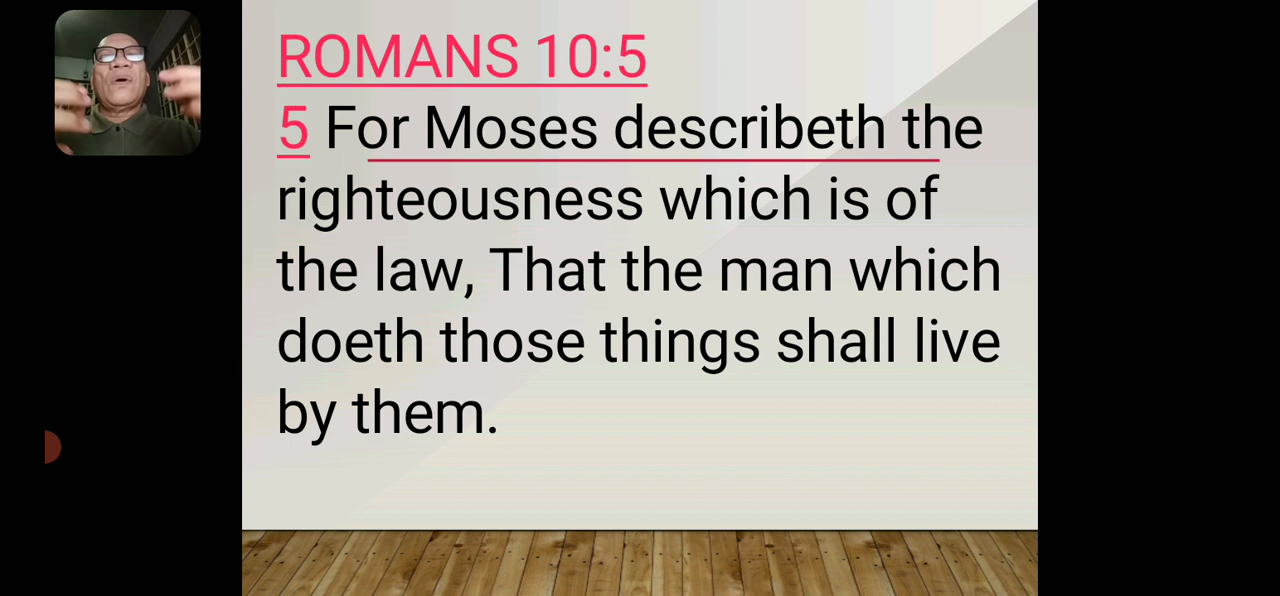 ROMANS 10:5
5 For Moses describeth the
righteousness which is of
the law, That the man which
doeth those things shall live
by them.